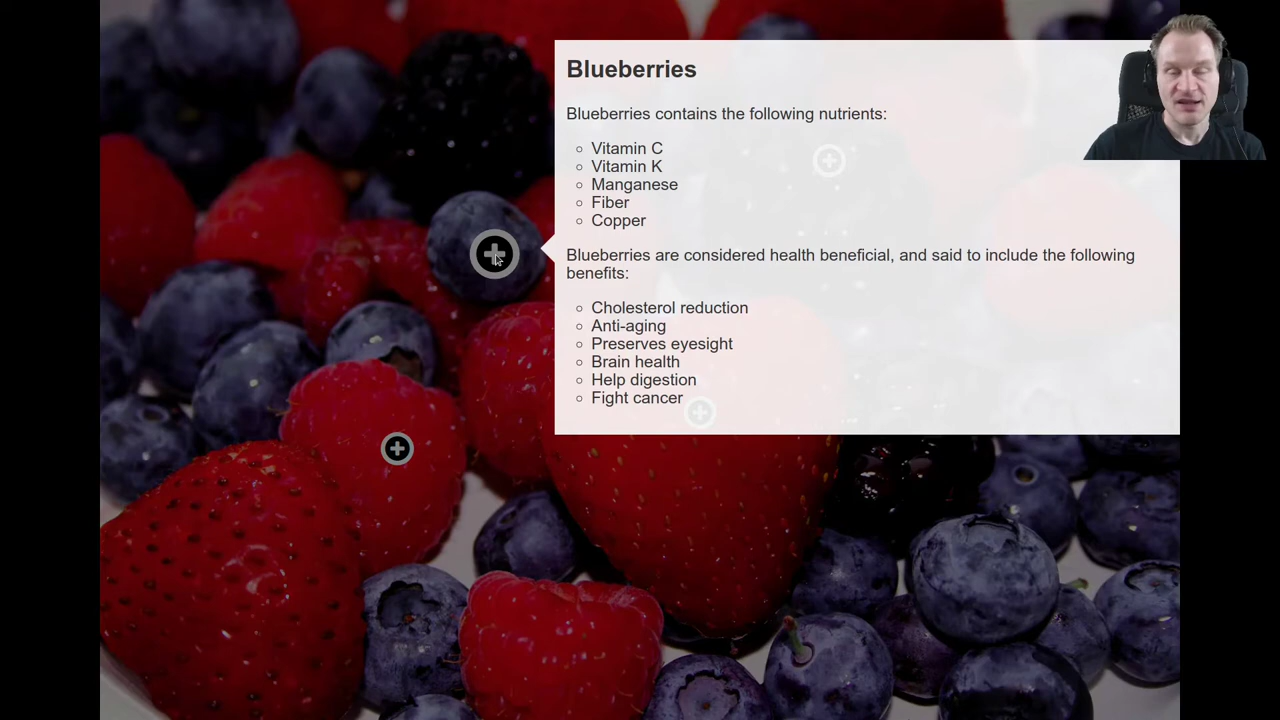 Blueberries
Blueberries contains the following nutrients:
Vitamin C
Vitamin K
Manganese
Fiber
Copper
Blueberries are considered health beneficial, and said to include the following
benefits:
Cholesterol reduction
Anti-aging
Preserves eyesight
Brain health
Help digestion
Fight cancer